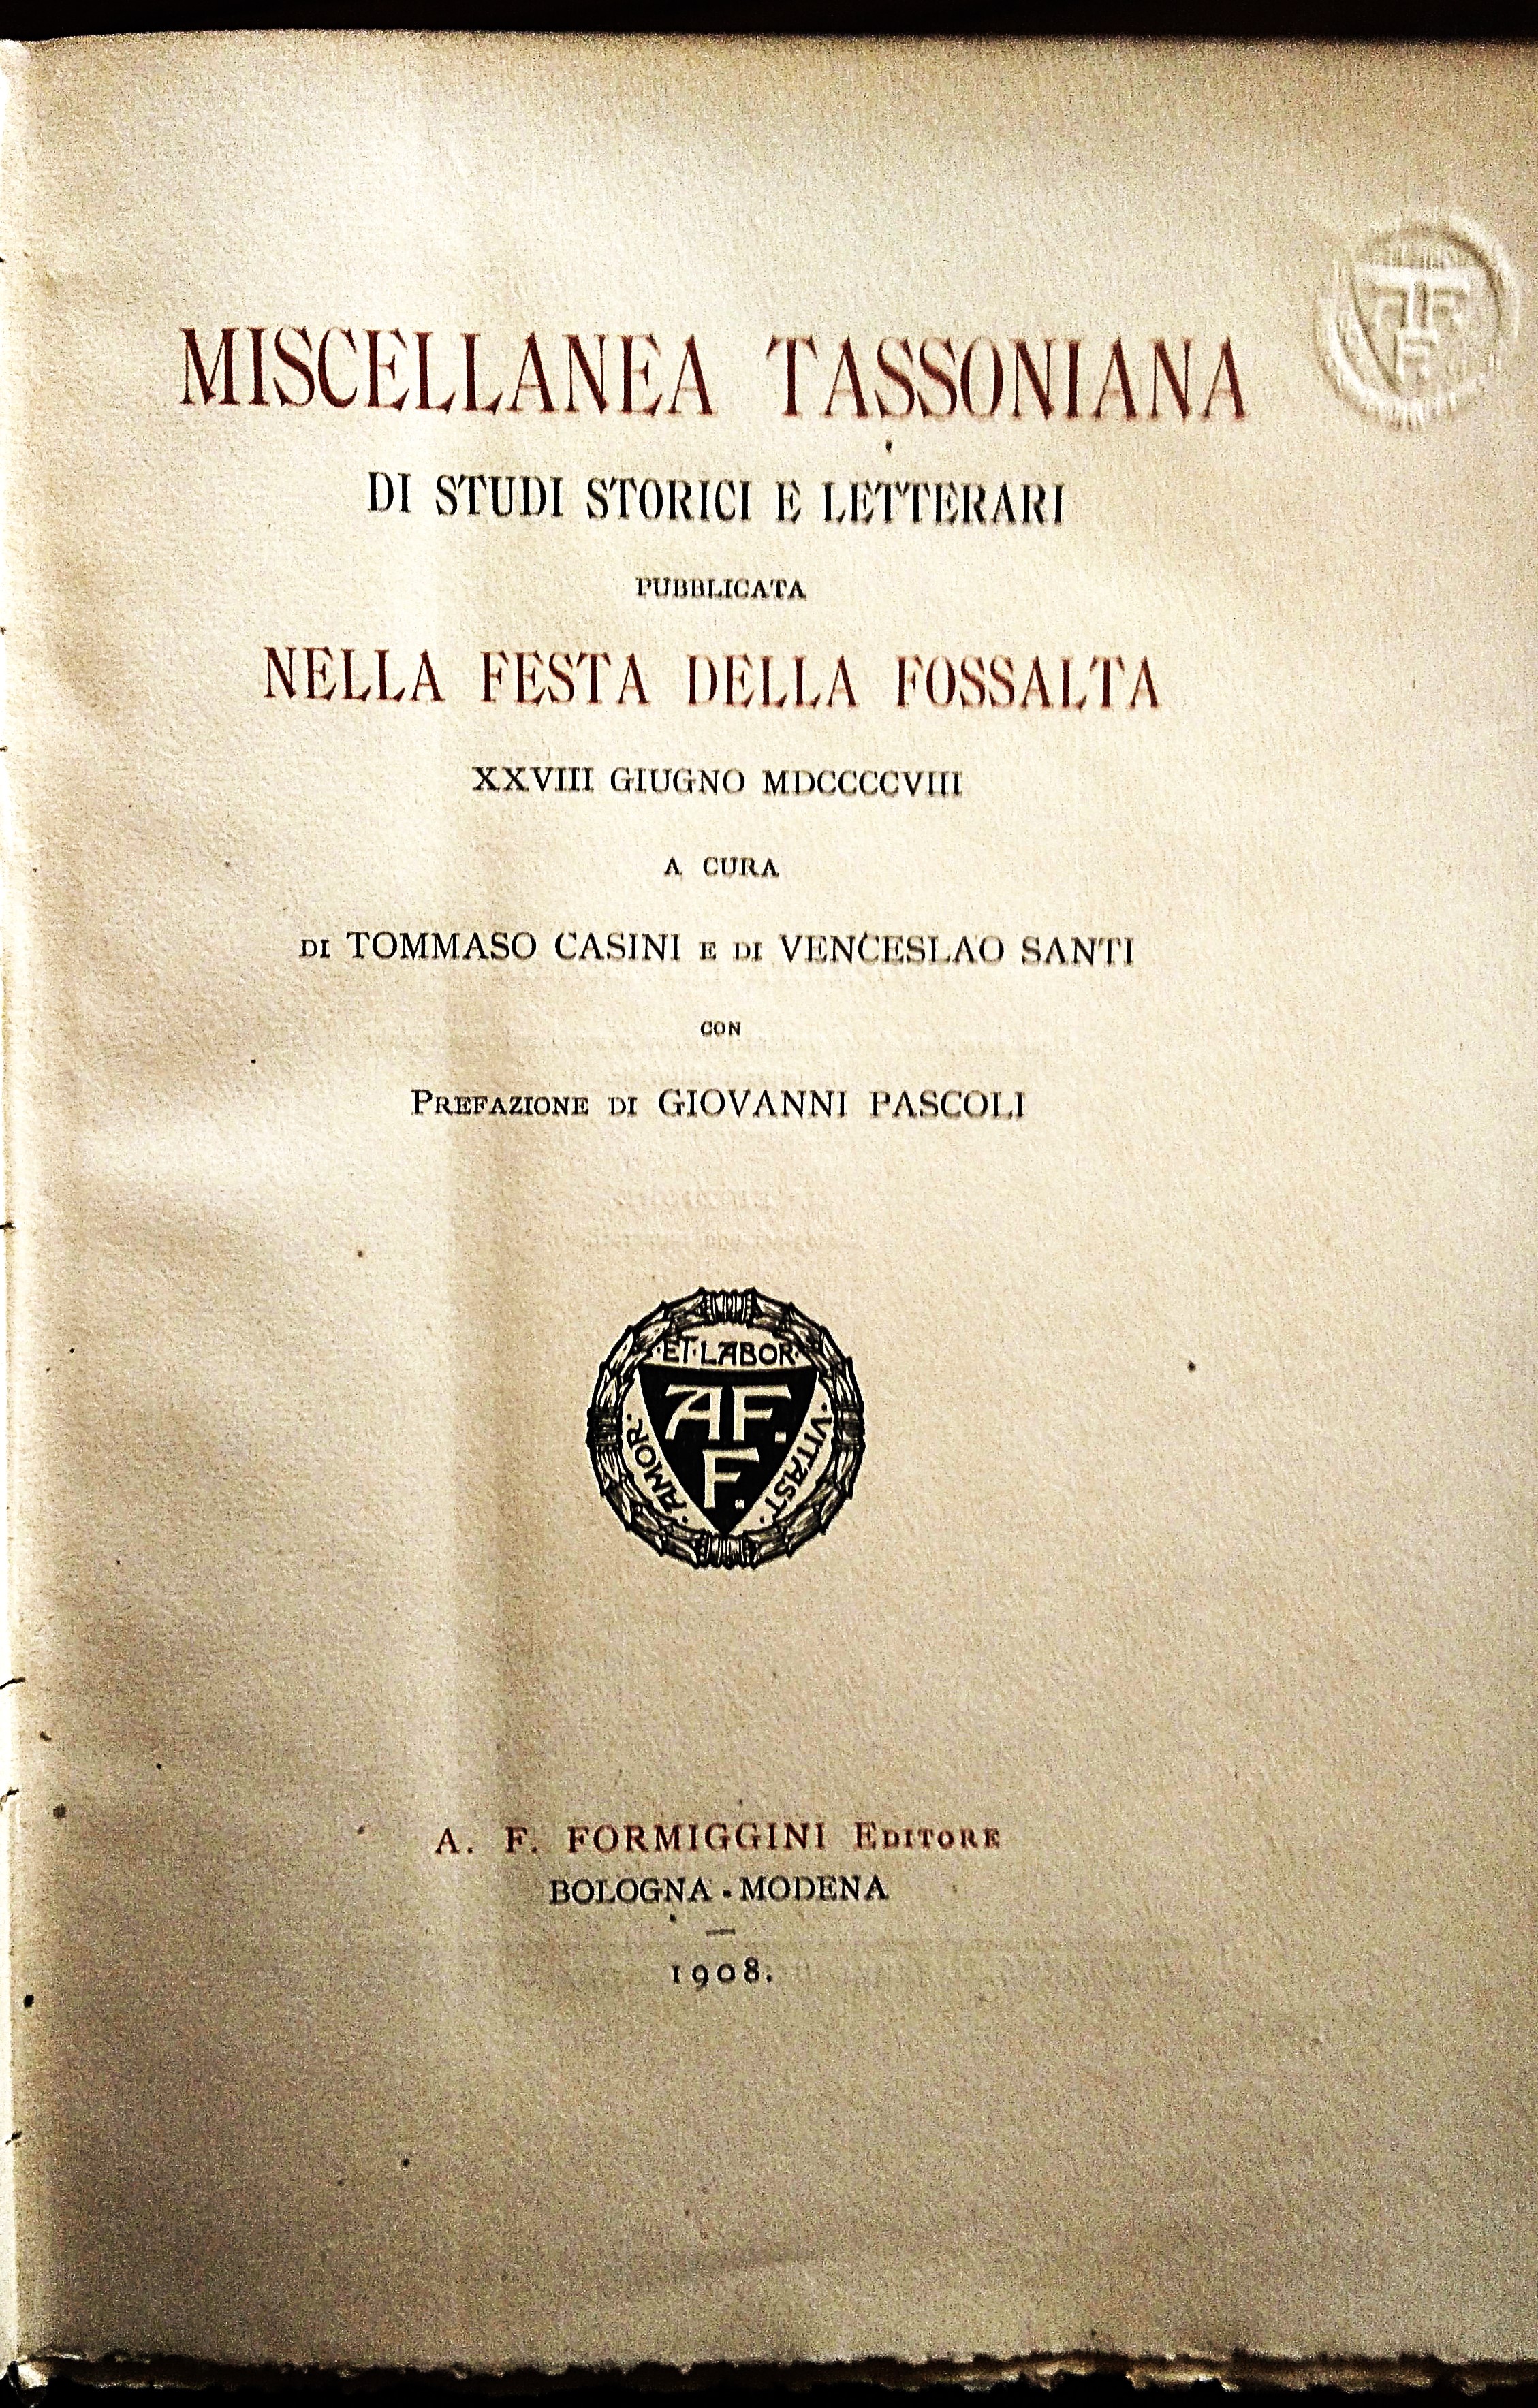 MISCELLANEA TASSONIANA
DI STUDI STORICI E LETTERARI
PUBBLICATA
NELLA FESTA DELLA FOSSALTA
XXVIII GIUGNO MDCCCCVIII
A CURA
DI TOMMASO CASINI E DI VENCESLAO SANTI
CON
PREFAZIONE DI GIOVANNI PASCOLI
AMOR · ET · LABOR · VITAST ·
AF.
F.
A. F. FORMIGGINI EDITORE
BOLOGNA - MODENA
1908.
AF.
F.